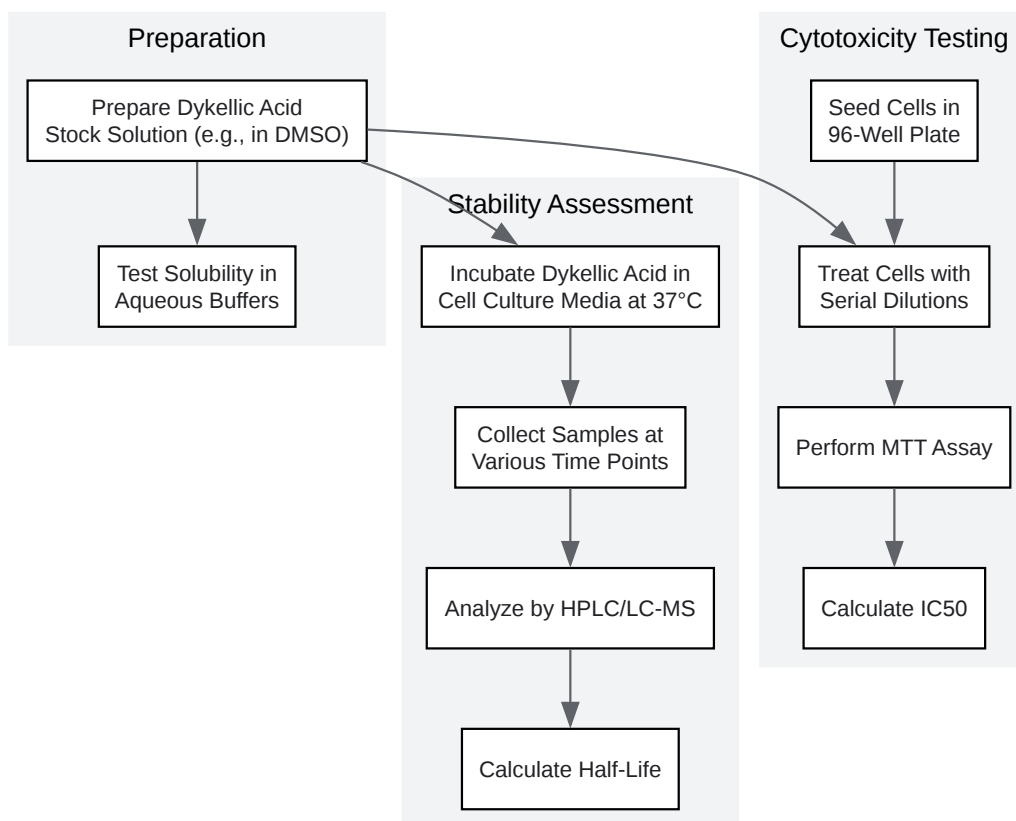 Preparation
Prepare Dykellic Acid
Stock Solution (e.g., in DMSO)
Test Solubility in
Aqueous Buffers
Stability Assessment
Incubate Dykellic Acid in
Cell Culture Media at 37°C
Collect Samples at
Various Time Points
Analyze by HPLC/LC-MS
Calculate Half-Life
Cytotoxicity Testing
Seed Cells in
96-Well Plate
Treat Cells with
Serial Dilutions
Perform MTT Assay
Calculate IC50